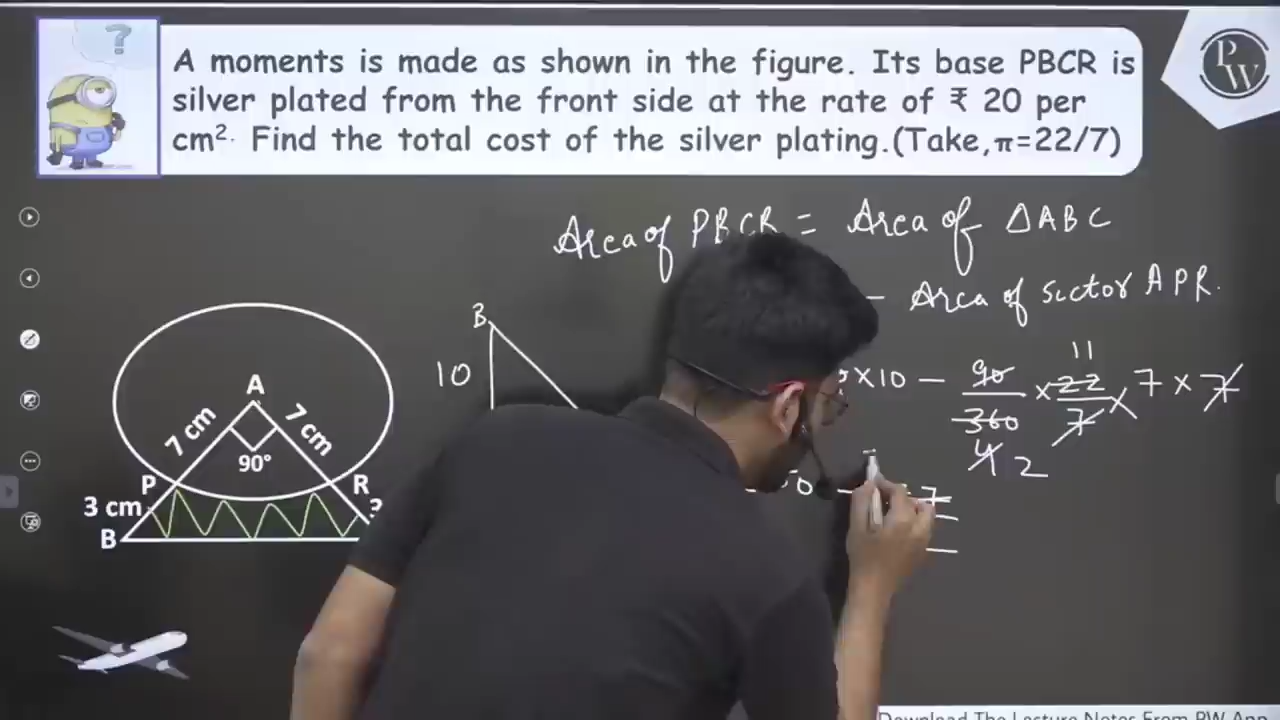 ?
A moments is made as shown in the figure. Its base PBCR is
silver plated from the front side at the rate of ₹ 20 per
cm². Find the total cost of the silver plating.(Take,π=22/7)
PW
Area of PBCR = Area of △ABC
- Area of sector APR.
B
10
×10 - 90/360 × 22/7 × 7 × 7
11
4 2
A
7 cm 7 cm
90°
P R
3 cm
B
Download The Lecture Notes From PW App